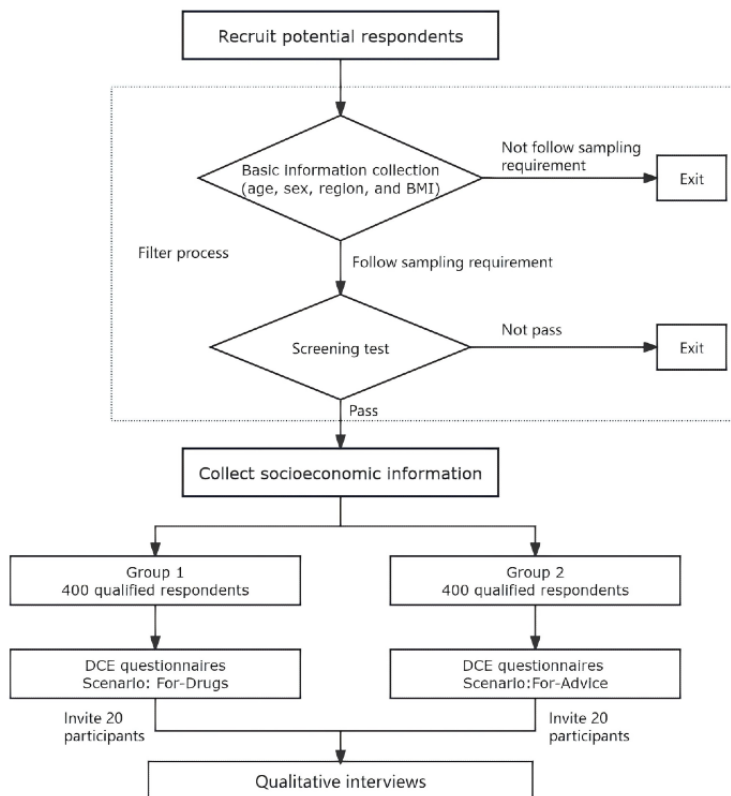 Recruit potential respondents
Basic information collection
(age, sex, region, and BMI)
Not follow sampling
requirement
Exit
Filter process
Follow sampling requirement
Screening test
Not pass
Exit
Pass
Collect socioeconomic information
Group 1
400 qualified respondents
Group 2
400 qualified respondents
DCE questionnaires
Scenario: For-Drugs
DCE questionnaires
Scenario:For-Advice
Invite 20
participants
Invite 20
participants
Qualitative interviews